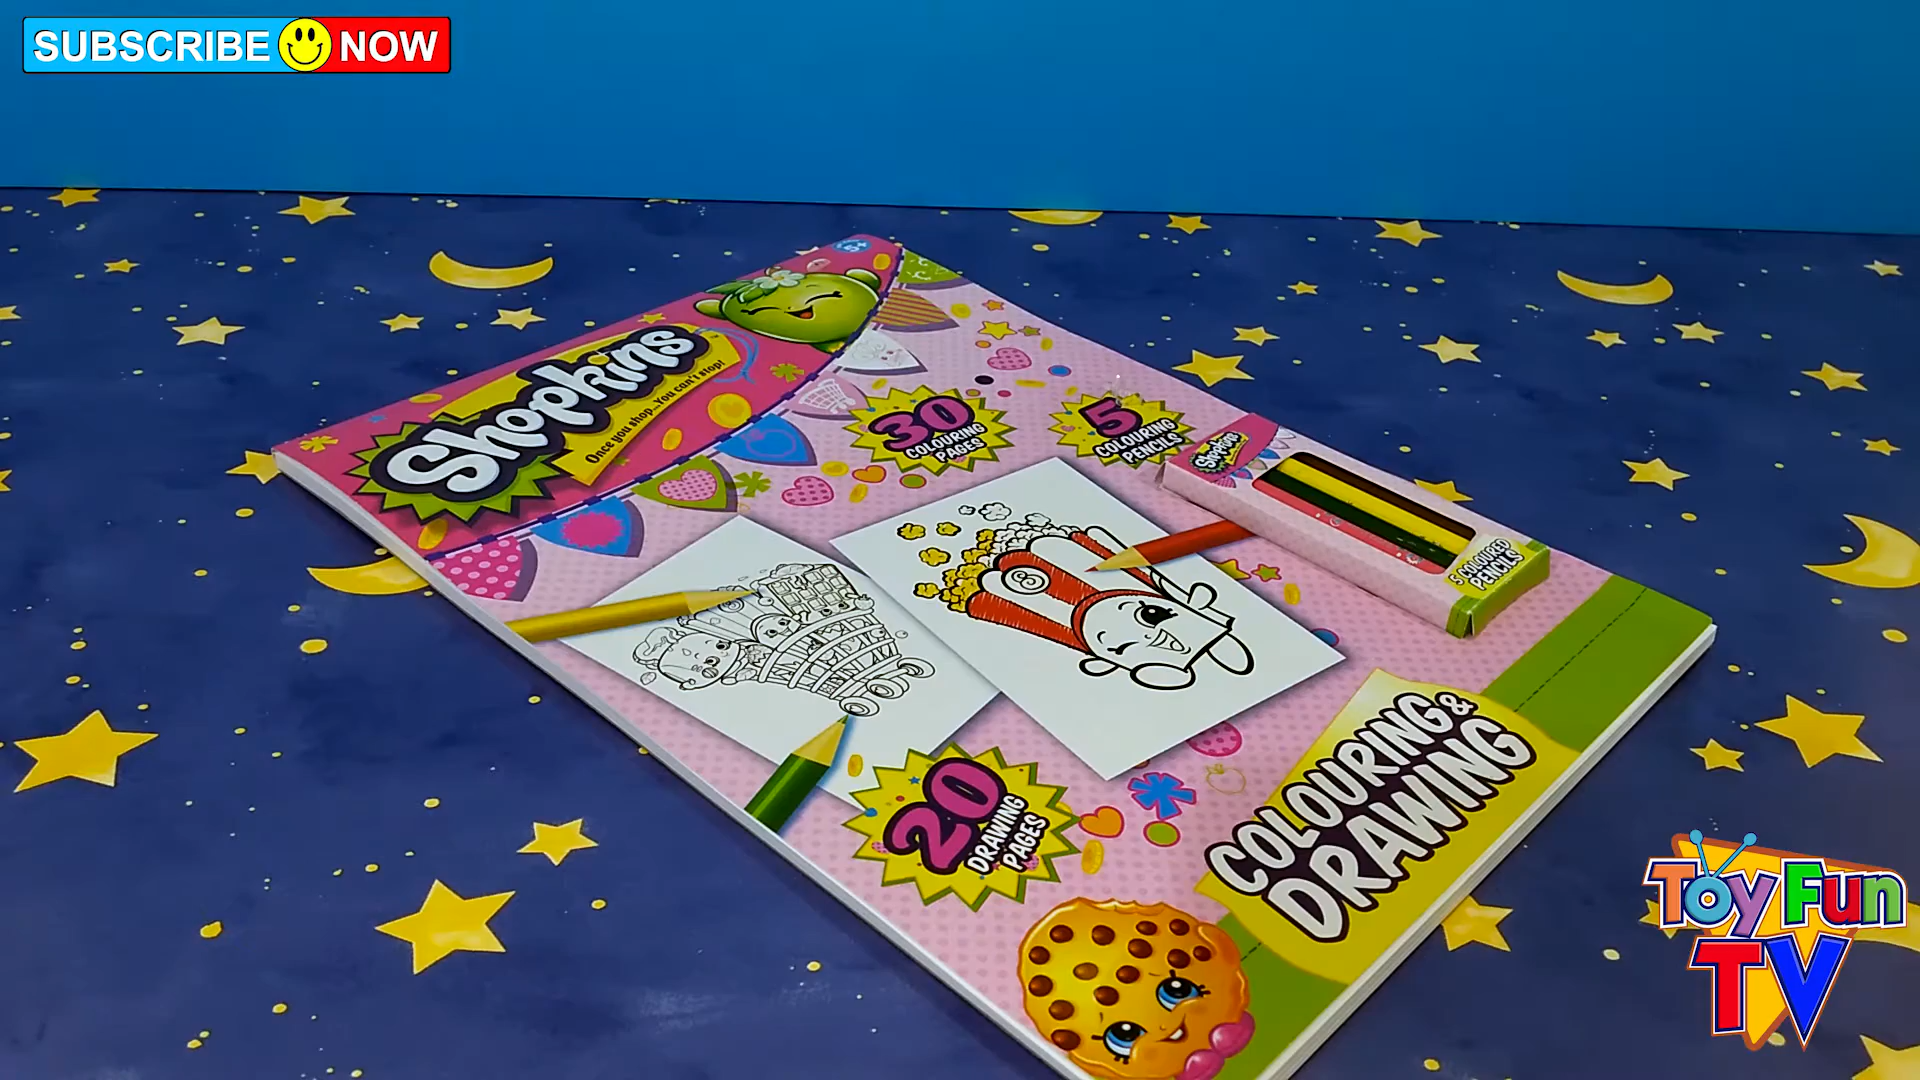 SUBSCRIBE NOW
5+
Shopkins
Once you shop...You can't stop!
30
COLOURING
PAGES
5
COLOURING
PENCILS
Shopkins
5 COLOURED
PENCILS
20
DRAWING
PAGES
COLOURING &
DRAWING
Toy Fun
TV